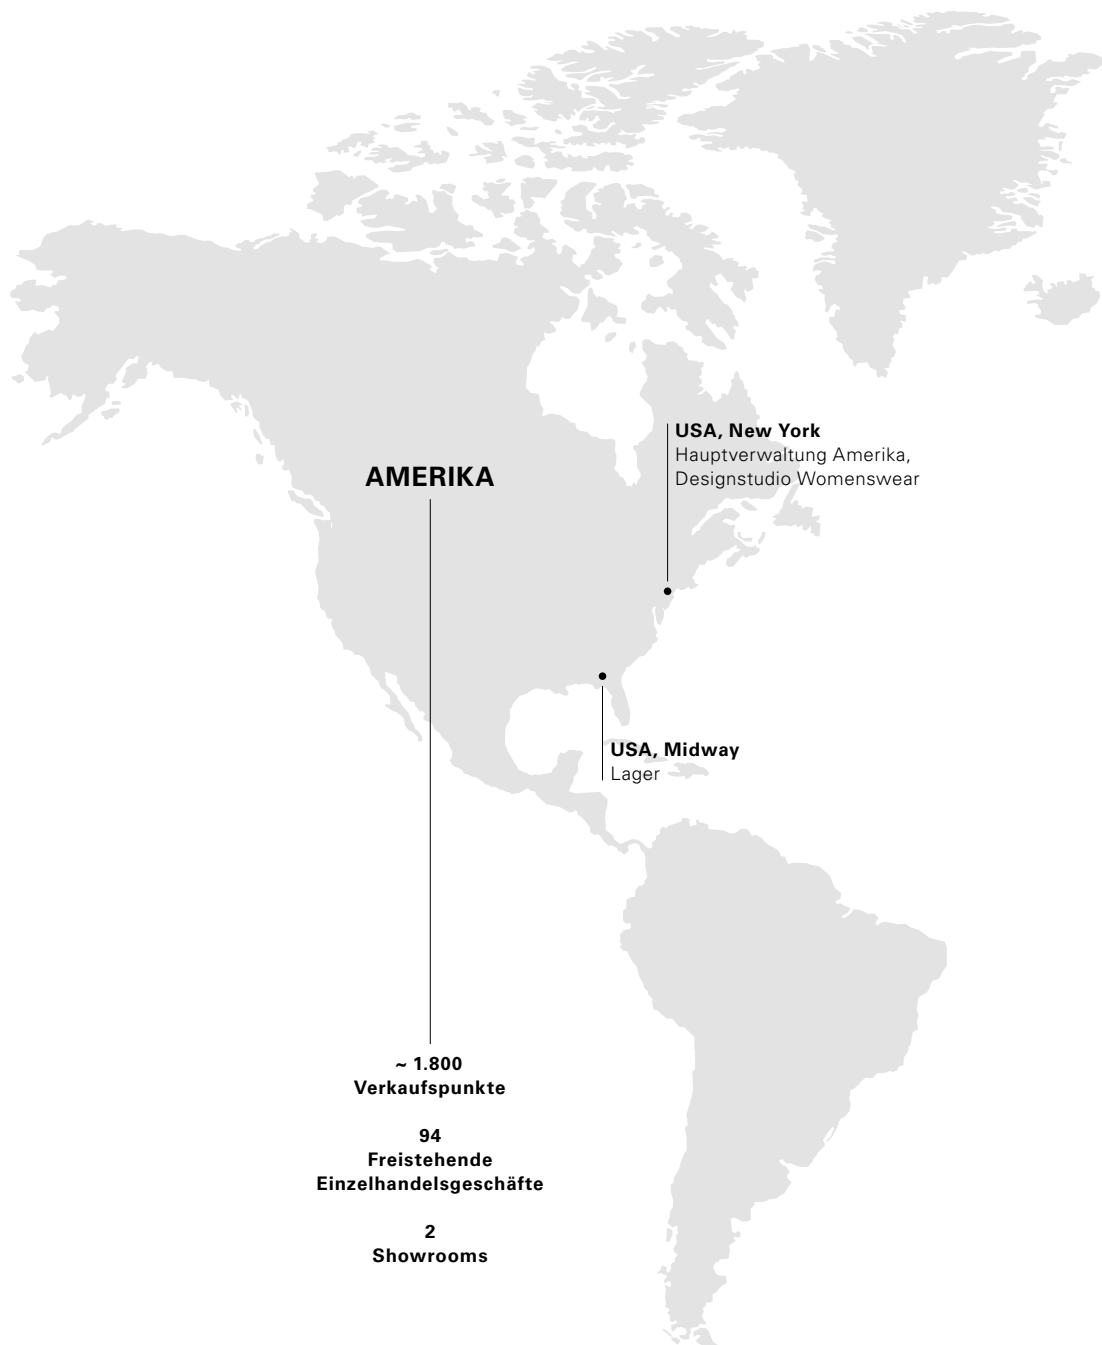 USA, New York
Hauptverwaltung Amerika,
Designstudio Womenswear
AMERIKA
USA, Midway
Lager
~ 1.800
Verkaufspunkte
94
Freistehende
Einzelhandelsgeschäfte
2
Showrooms